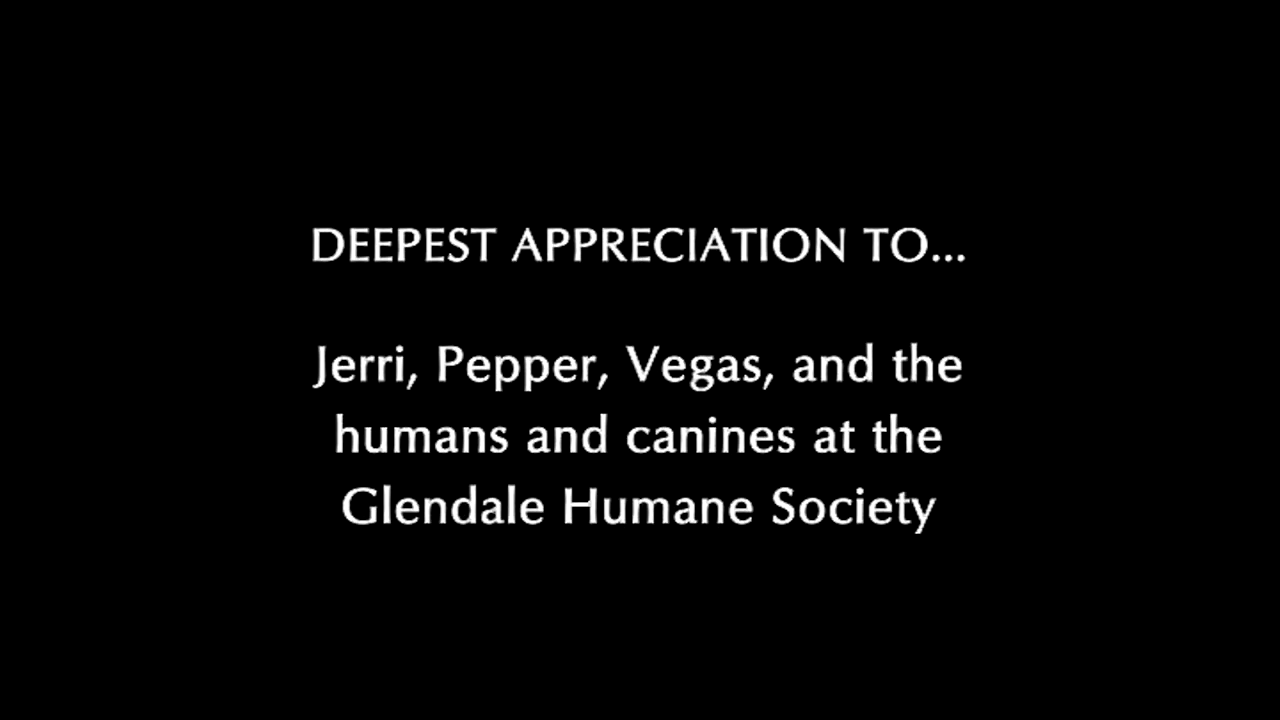 DEEPEST APPRECIATION TO...
Jerri, Pepper, Vegas, and the
humans and canines at the
Glendale Humane Society